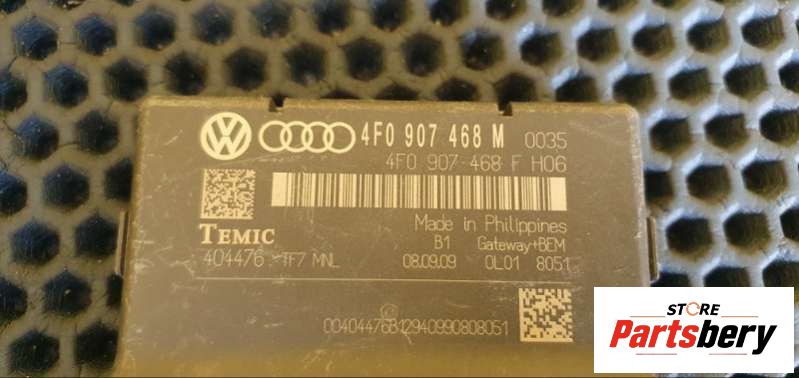 4F0 907 468 M 0035
4F0 907 468 F H06
TEMIC
Made in Philippines
B1 Gateway+BEM
404476 TF7 MNL 08.09.09 0L01 8051
STORE
Partsbery